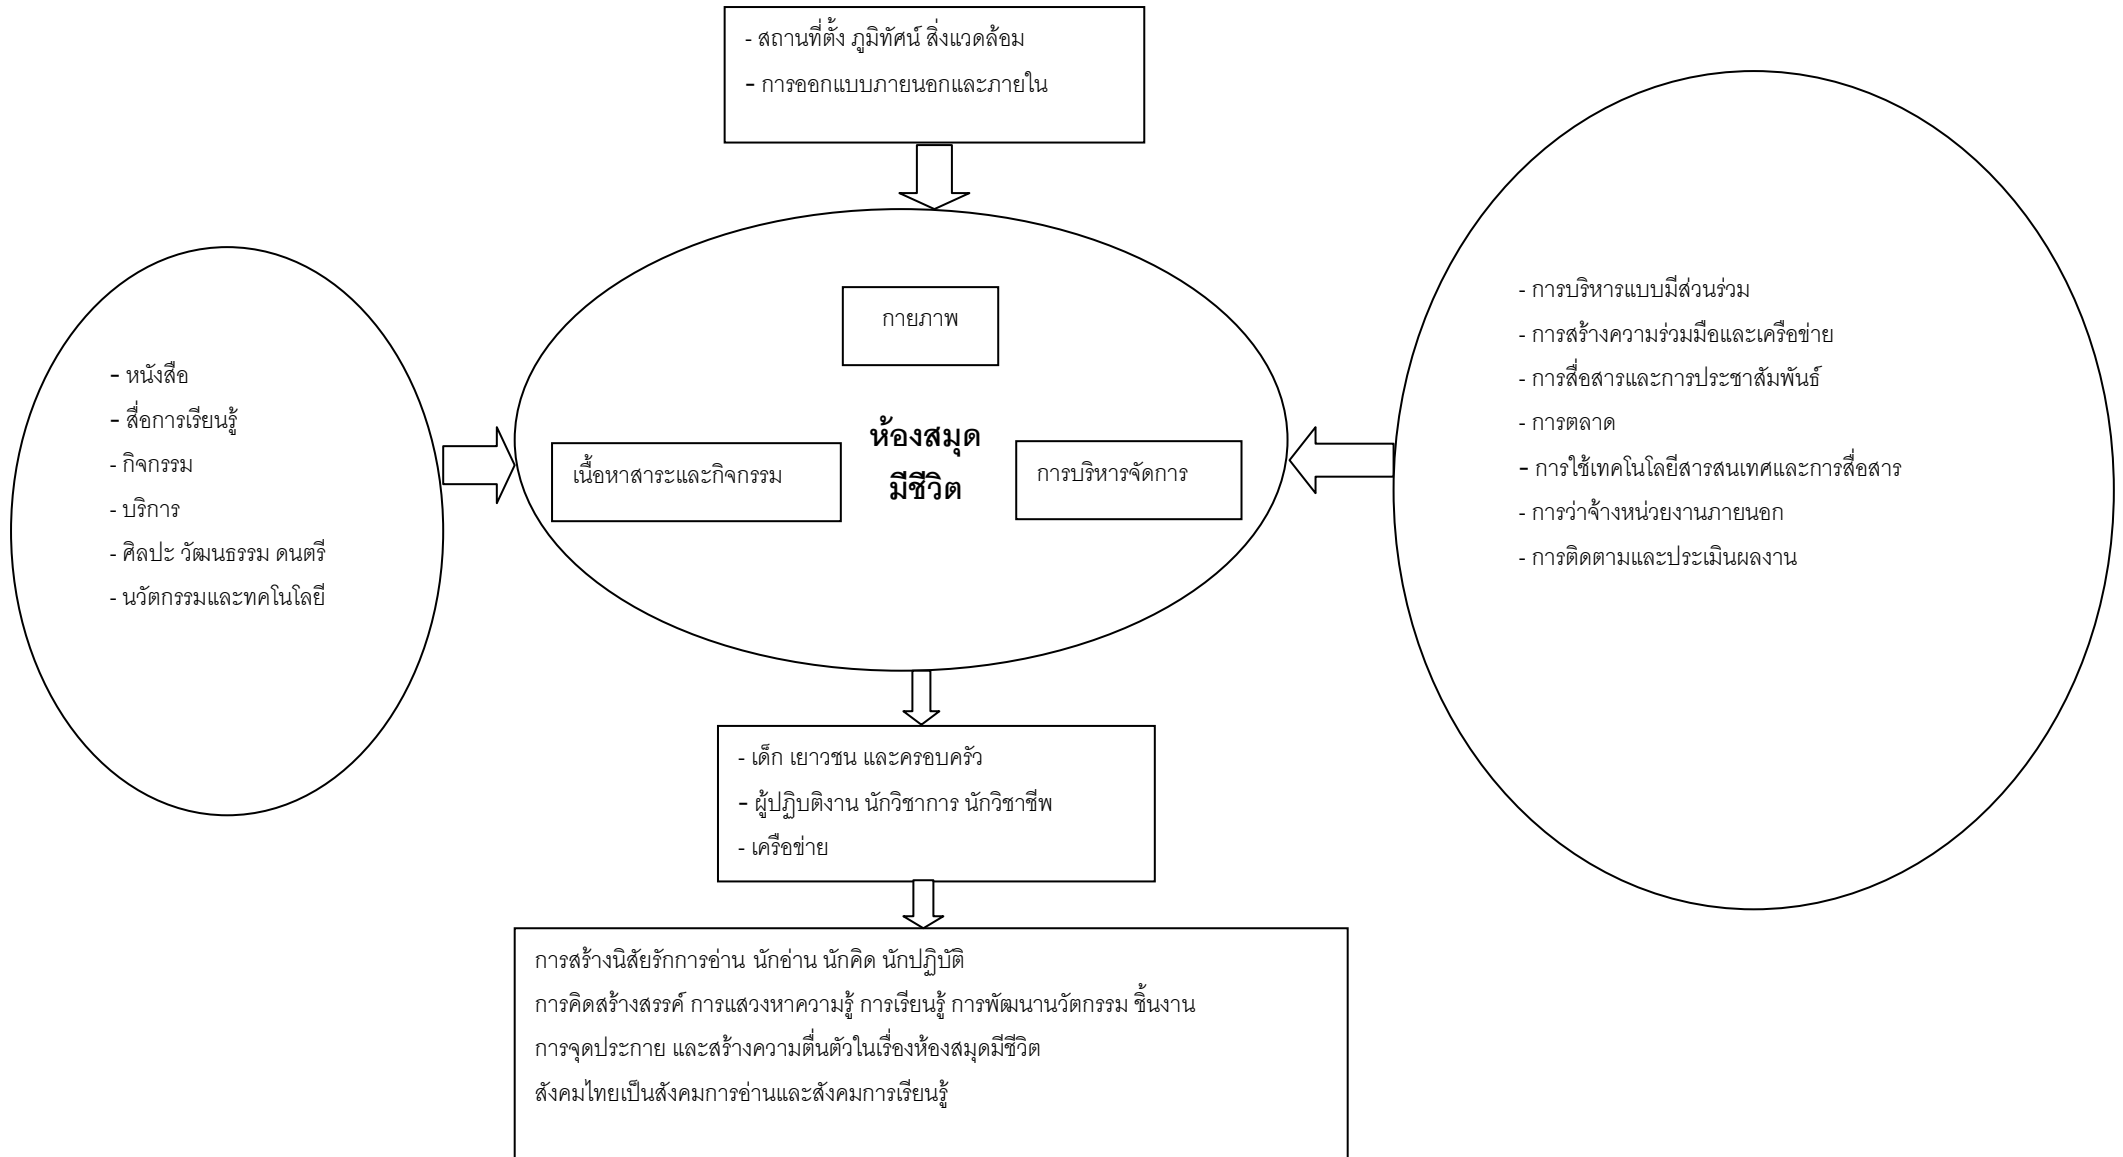 - สถานที่ตั้ง ภูมิทัศน์ สิ่งแวดล้อม
- การออกแบบภายนอกและภายใน
- หนังสือ
- สื่อการเรียนรู้
- กิจกรรม
- บริการ
- ศิลปะ วัฒนธรรม ดนตรี
- นวัตกรรมและทคโนโลยี
กายภาพ
ห้องสมุด
มีชีวิต
เนื้อหาสาระและกิจกรรม
การบริหารจัดการ
- การบริหารแบบมีส่วนร่วม
- การสร้างความร่วมมือและเครือข่าย
- การสื่อสารและการประชาสัมพันธ์
- การตลาด
- การใช้เทคโนโลยีสารสนเทศและการสื่อสาร
- การว่าจ้างหน่วยงานภายนอก
- การติดตามและประเมินผลงาน
- เด็ก เยาวชน และครอบครัว
- ผู้ปฏิบติงาน นักวิชาการ นักวิชาชีพ
- เครือข่าย
การสร้างนิสัยรักการอ่าน นักอ่าน นักคิด นักปฏิบัติ
การคิดสร้างสรรค์ การแสวงหาความรู้ การเรียนรู้ การพัฒนานวัตกรรม ชิ้นงาน
การจุดประกาย และสร้างความตื่นตัวในเรื่องห้องสมุดมีชีวิต
สังคมไทยเป็นสังคมการอ่านและสังคมการเรียนรู้